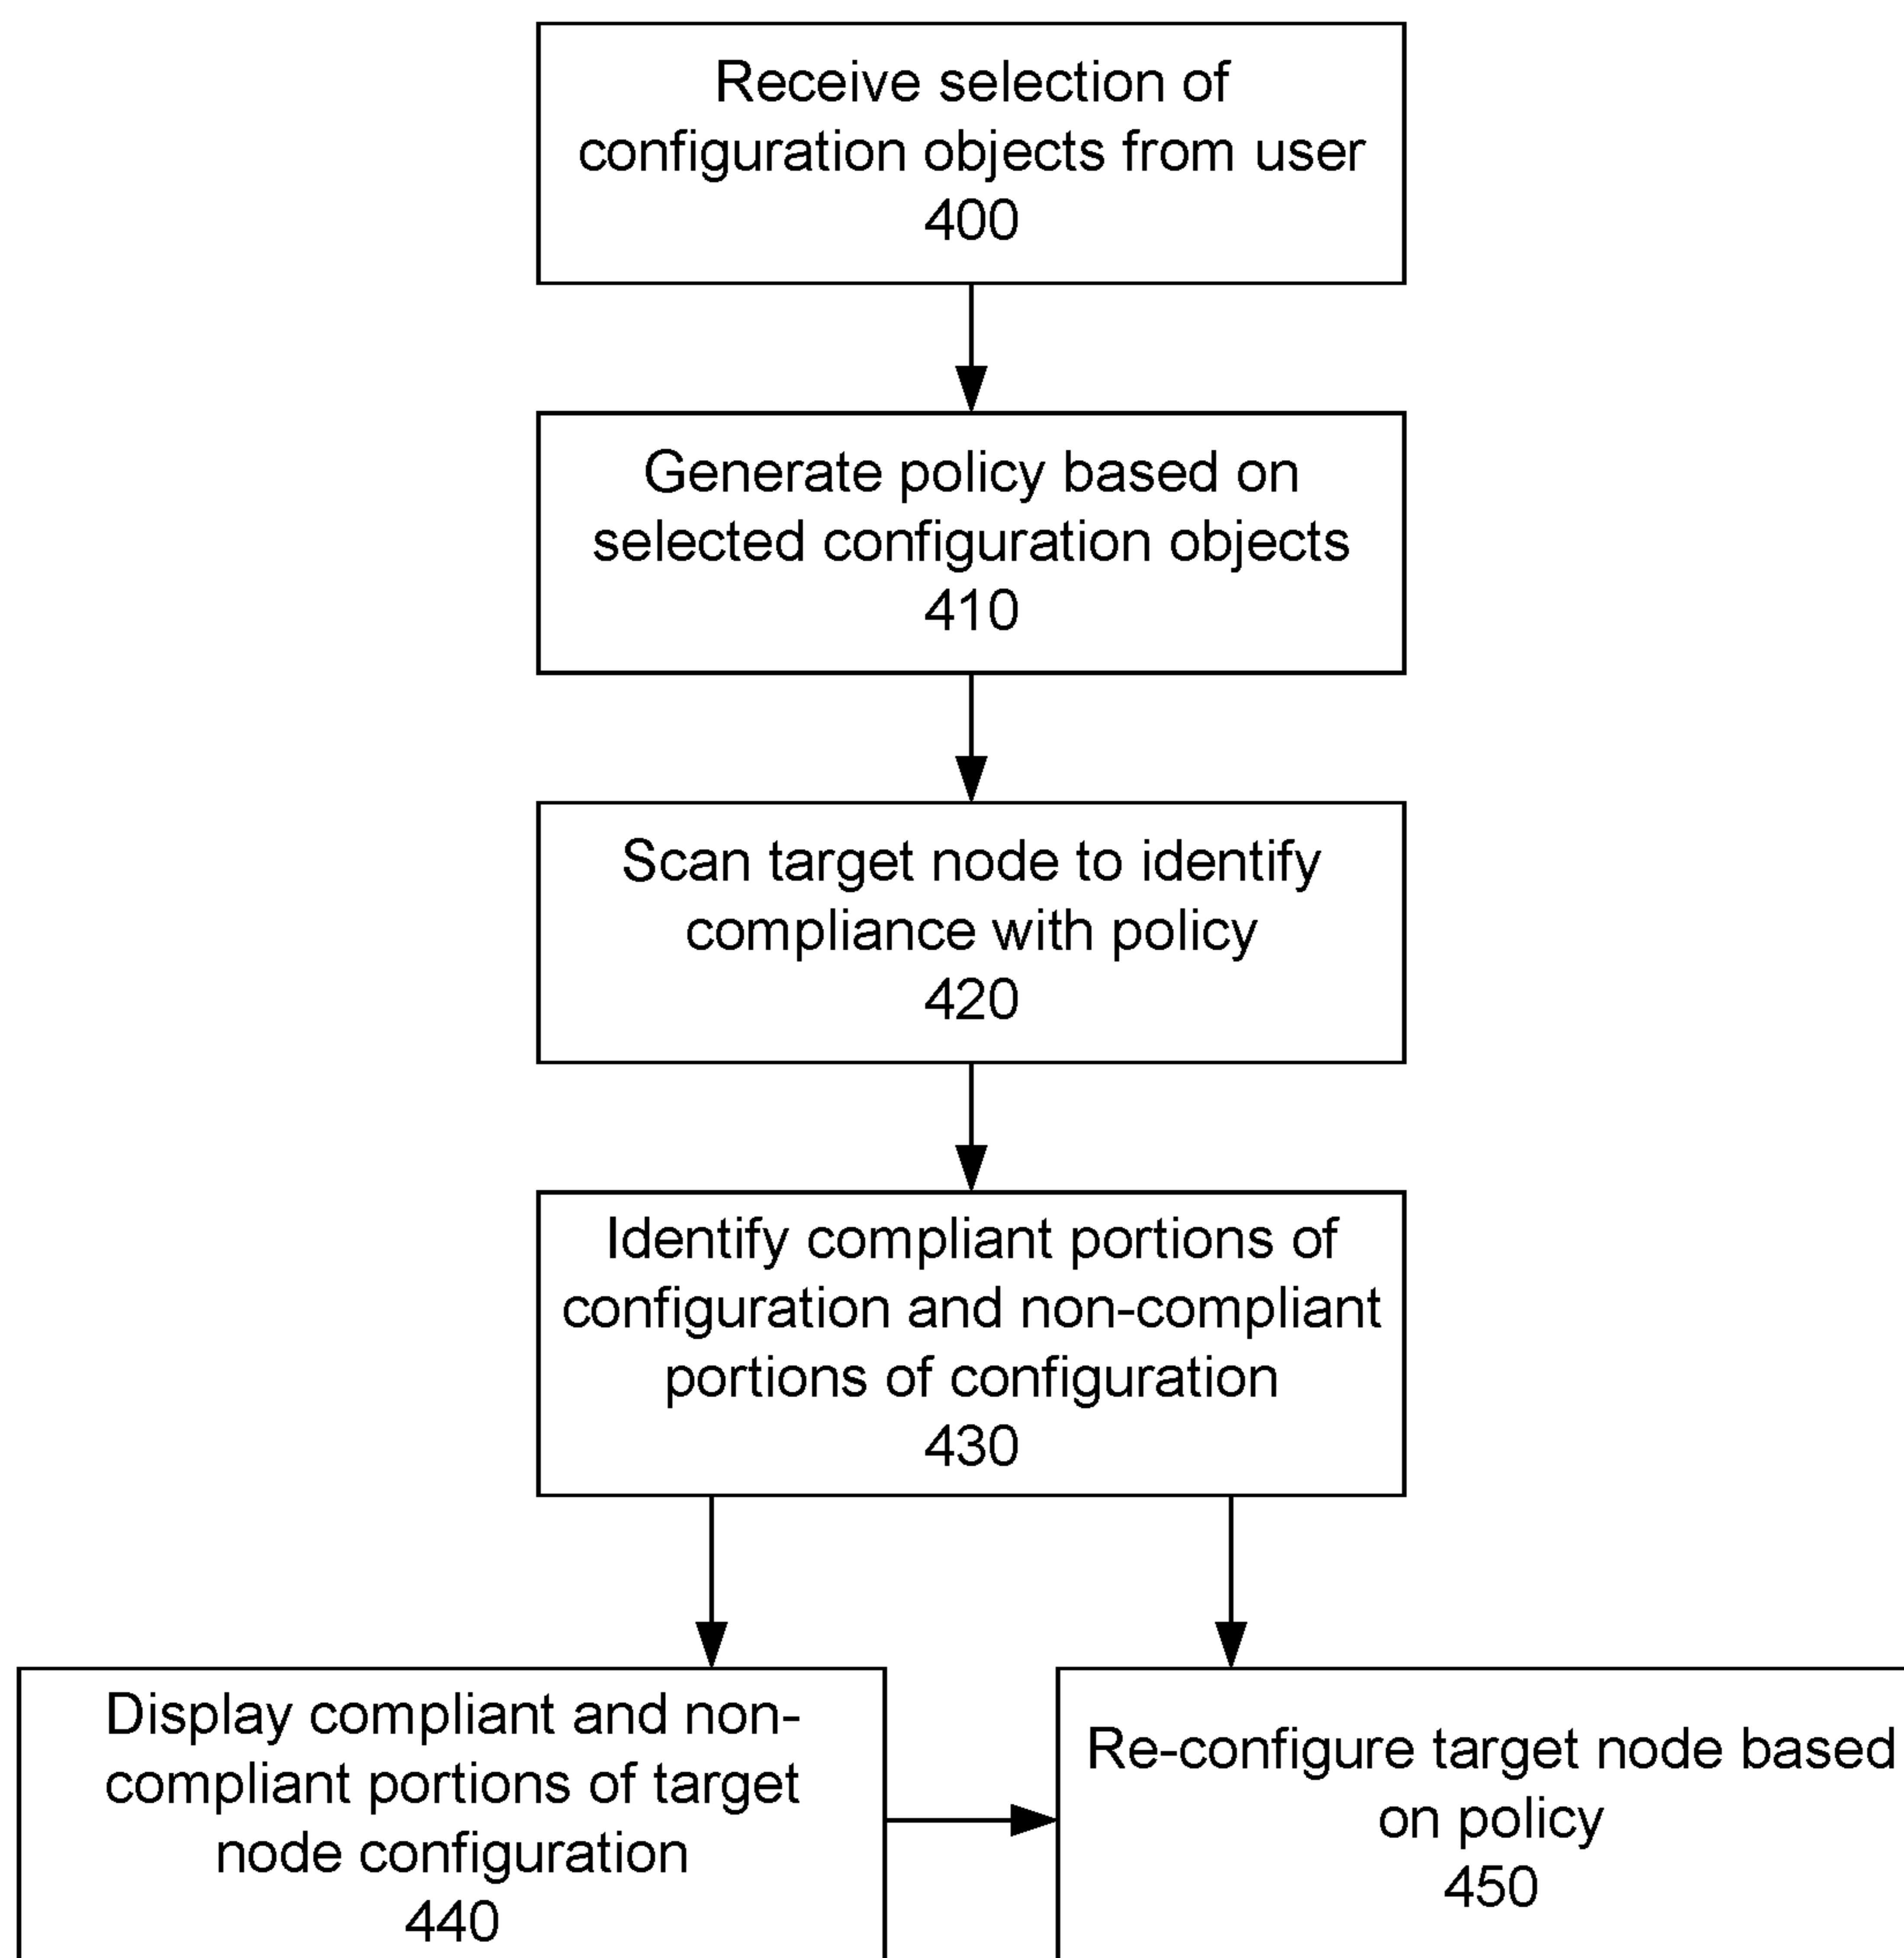 Receive selection of
configuration objects from user
400
Generate policy based on
selected configuration objects
410
Scan target node to identify
compliance with policy
420
Identify compliant portions of
configuration and non-compliant
portions of configuration
430
Display compliant and non-
compliant portions of target
node configuration
440
Re-configure target node based
on policy
450